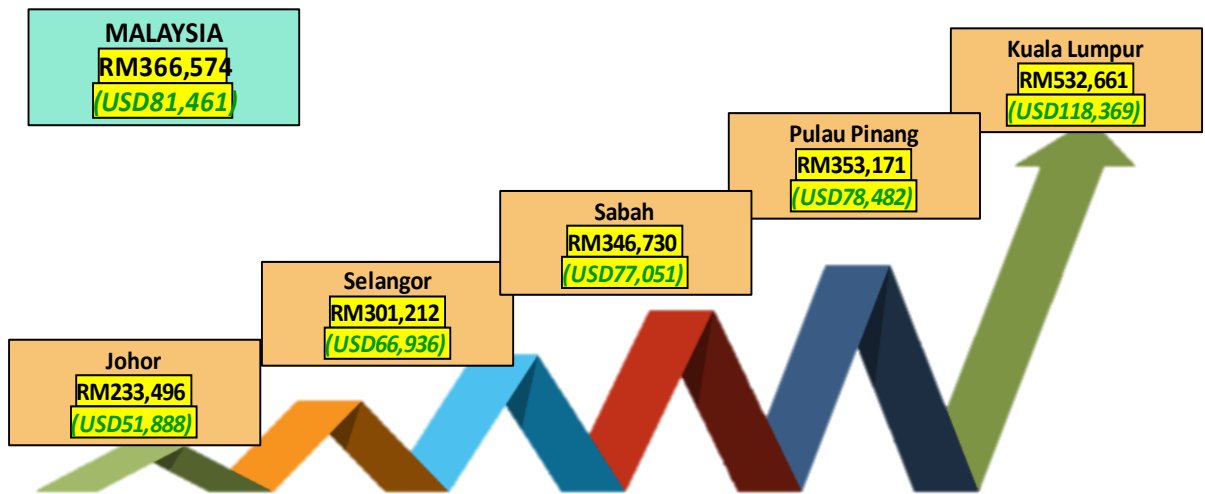 MALAYSIA
RM366,574
(USD81,461)
Kuala Lumpur
RM532,661
(USD118,369)
Pulau Pinang
RM353,171
(USD78,482)
Sabah
RM346,730
(USD77,051)
Selangor
RM301,212
(USD66,936)
Johor
RM233,496
(USD51,888)